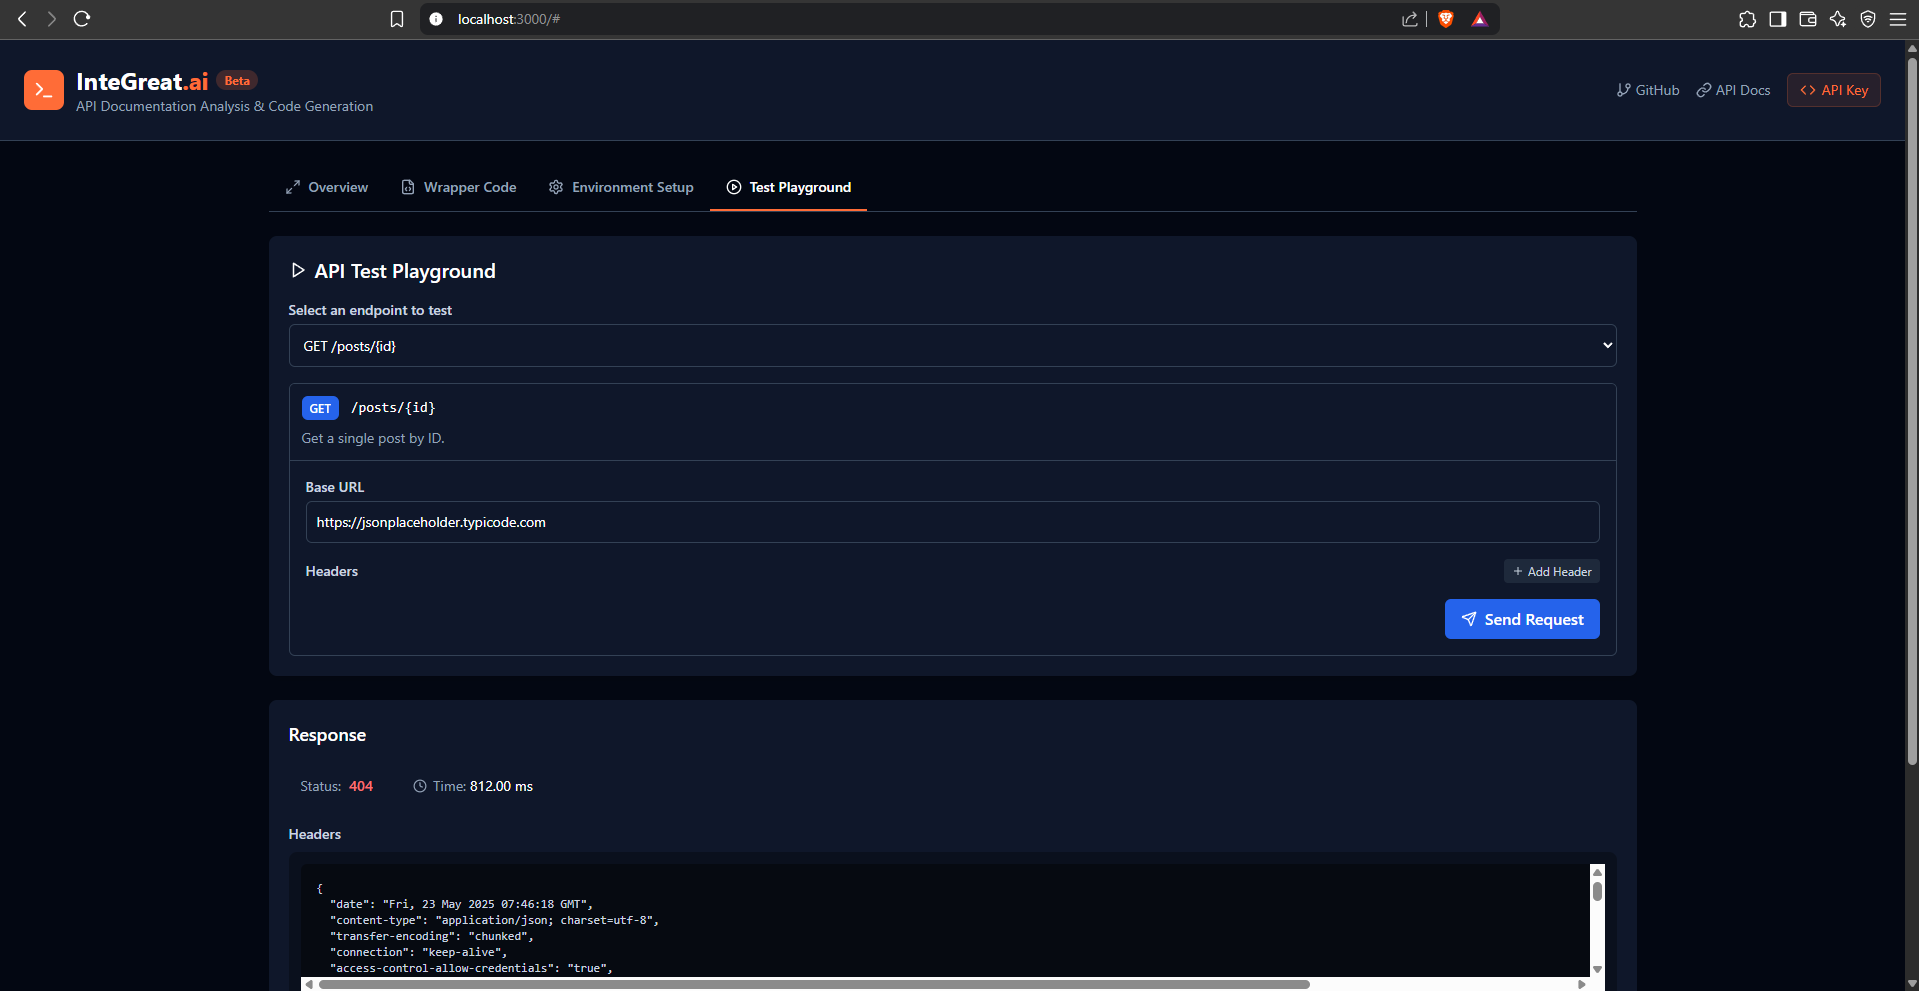 localhost:3000/#
InteGreat.ai Beta
API Documentation Analysis & Code Generation
GitHub API Docs <> API Key
Overview Wrapper Code Environment Setup Test Playground
API Test Playground
Select an endpoint to test
GET /posts/{id}
GET /posts/{id}
Get a single post by ID.
Base URL
https://jsonplaceholder.typicode.com
Headers + Add Header
Send Request
Response
Status: 404 Time: 812.00 ms
Headers
{
"date": "Fri, 23 May 2025 07:46:18 GMT",
"content-type": "application/json; charset=utf-8",
"transfer-encoding": "chunked",
"connection": "keep-alive",
"access-control-allow-credentials": "true",